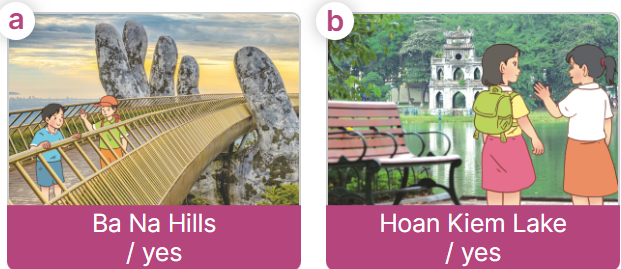 a
Ba Na Hills
/ yes
b
Hoan Kiem Lake
/ yes